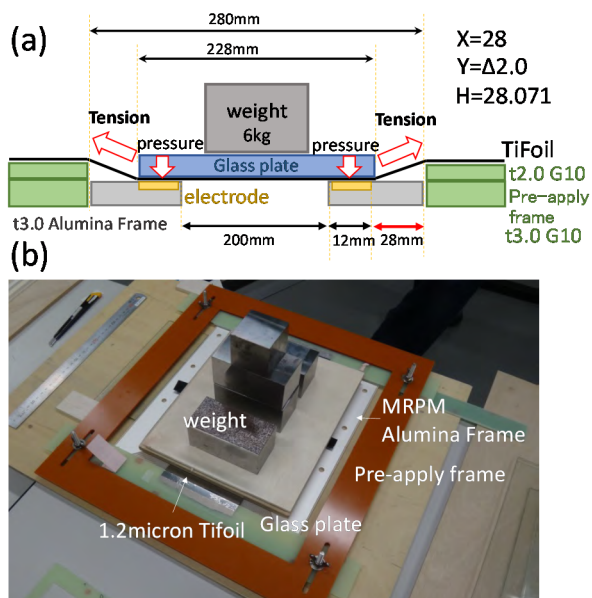 (a)
280mm
228mm
X=28
Y=Δ2.0
H=28.071
Tension
Tension
weight
6kg
pressure
pressure
Glass plate
TiFoil
t2.0 G10
electrode
Pre-apply
frame
t3.0 G10
t3.0 Alumina Frame
200mm
12mm
28mm
(b)
weight
MRPM
Alumina Frame
Pre-apply frame
1.2micron Tifoil
Glass plate